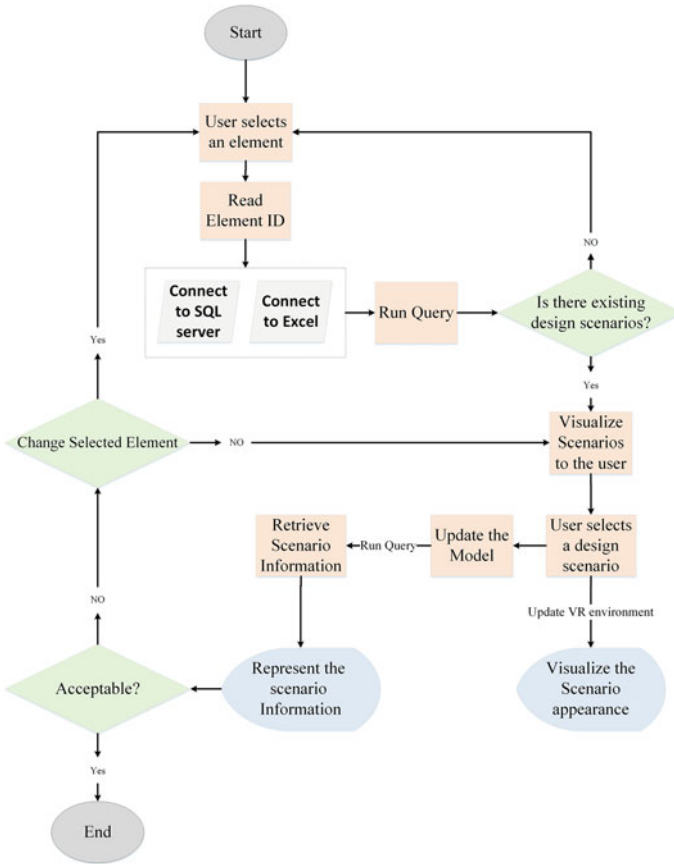 Start
User selects
an element
Read
Element ID
NO
Connect
to SQL
server
Connect
to Excel
Run Query
Is there existing
design scenarios?
Yes
Yes
Change Selected Element
NO
Visualize
Scenarios
to the user
Retrieve
Scenario
Information
Run Query
Update the
Model
User selects
a design
scenario
NO
Update VR environment
Acceptable?
Represent the
scenario
Information
Visualize the
Scenario
appearance
Yes
End